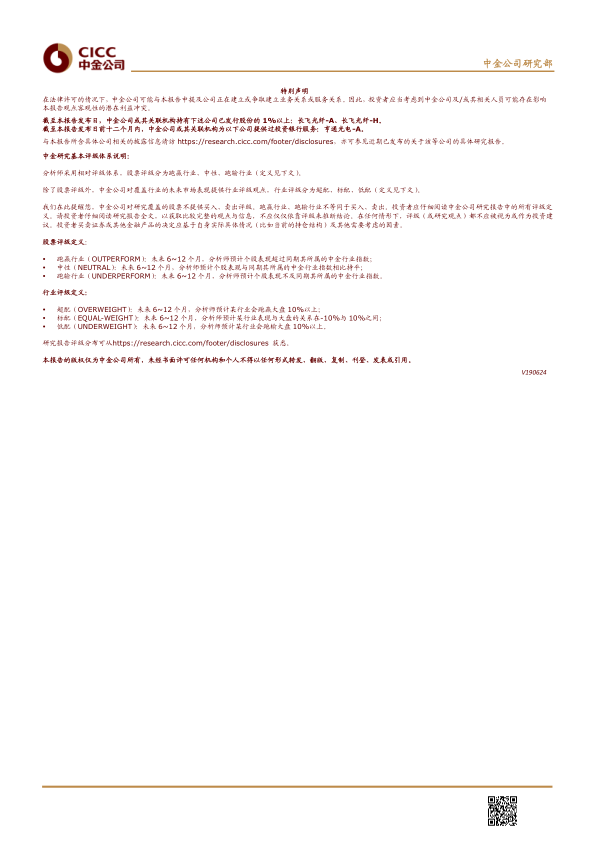 CICC
中金公司
中金公司研究部
特别声明
在法律许可的情况下，中金公司可能与本报告中提及公司正在建立或争取建立业务关系或服务关系。因此，投资者应当考虑到中金公司及/或其相关人员可能存在影响
本报告观点客观性的潜在利益冲突。
截至本报告发布日，中金公司或其关联机构持有下述公司已发行股份的 1%以上：长飞光纤-A、长飞光纤-H。
截至本报告发布日前十二个月内，中金公司或其关联机构为以下公司提供过投资银行服务：亨通光电-A。
与本报告所含具体公司相关的披露信息请访 https://research.cicc.com/footer/disclosures，亦可参见近期已发布的关于该等公司的具体研究报告。
中金研究基本评级体系说明：
分析师采用相对评级体系，股票评级分为跑赢行业、中性、跑输行业（定义见下文）。
除了股票评级外，中金公司对覆盖行业的未来市场表现提供行业评级观点，行业评级分为超配、标配、低配（定义见下文）。
我们在此提醒您，中金公司对研究覆盖的股票不提供买入、卖出评级。跑赢行业、跑输行业不等同于买入、卖出。投资者应仔细阅读中金公司研究报告中的所有评级定
义。请投资者仔细阅读研究报告全文，以获取比较完整的观点与信息，不应仅仅依靠评级来推断结论。在任何情形下，评级（或研究观点）都不应被视为或作为投资建
议。投资者买卖证券或其他金融产品的决定应基于自身实际具体情况（比如当前的持仓结构）及其他需要考虑的因素。
股票评级定义：
• 跑赢行业（OUTPERFORM）：未来 6~12 个月，分析师预计个股表现超过同期其所属的中金行业指数；
• 中性（NEUTRAL）：未来 6~12 个月，分析师预计个股表现与同期其所属的中金行业指数相比持平；
• 跑输行业（UNDERPERFORM）：未来 6~12 个月，分析师预计个股表现不及同期其所属的中金行业指数。
行业评级定义：
• 超配（OVERWEIGHT）：未来 6~12 个月，分析师预计某行业会跑赢大盘 10%以上；
• 标配（EQUAL-WEIGHT）：未来 6~12 个月，分析师预计某行业表现与大盘的关系在-10%与 10%之间；
• 低配（UNDERWEIGHT）：未来 6~12 个月，分析师预计某行业会跑输大盘 10%以上。
研究报告评级分布可从https://research.cicc.com/footer/disclosures 获悉。
本报告的版权仅为中金公司所有，未经书面许可任何机构和个人不得以任何形式转发、翻版、复制、刊登、发表或引用。
V190624